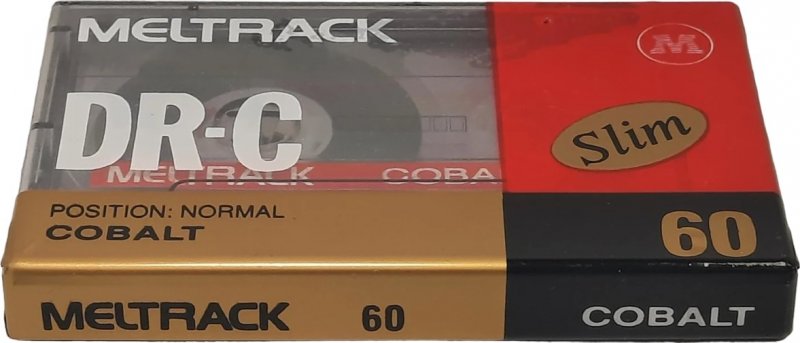 MELTRACK
M
DR-C
Slim
MELTRACK COBA
POSITION: NORMAL
COBALT
60
MELTRACK 60 COBALT